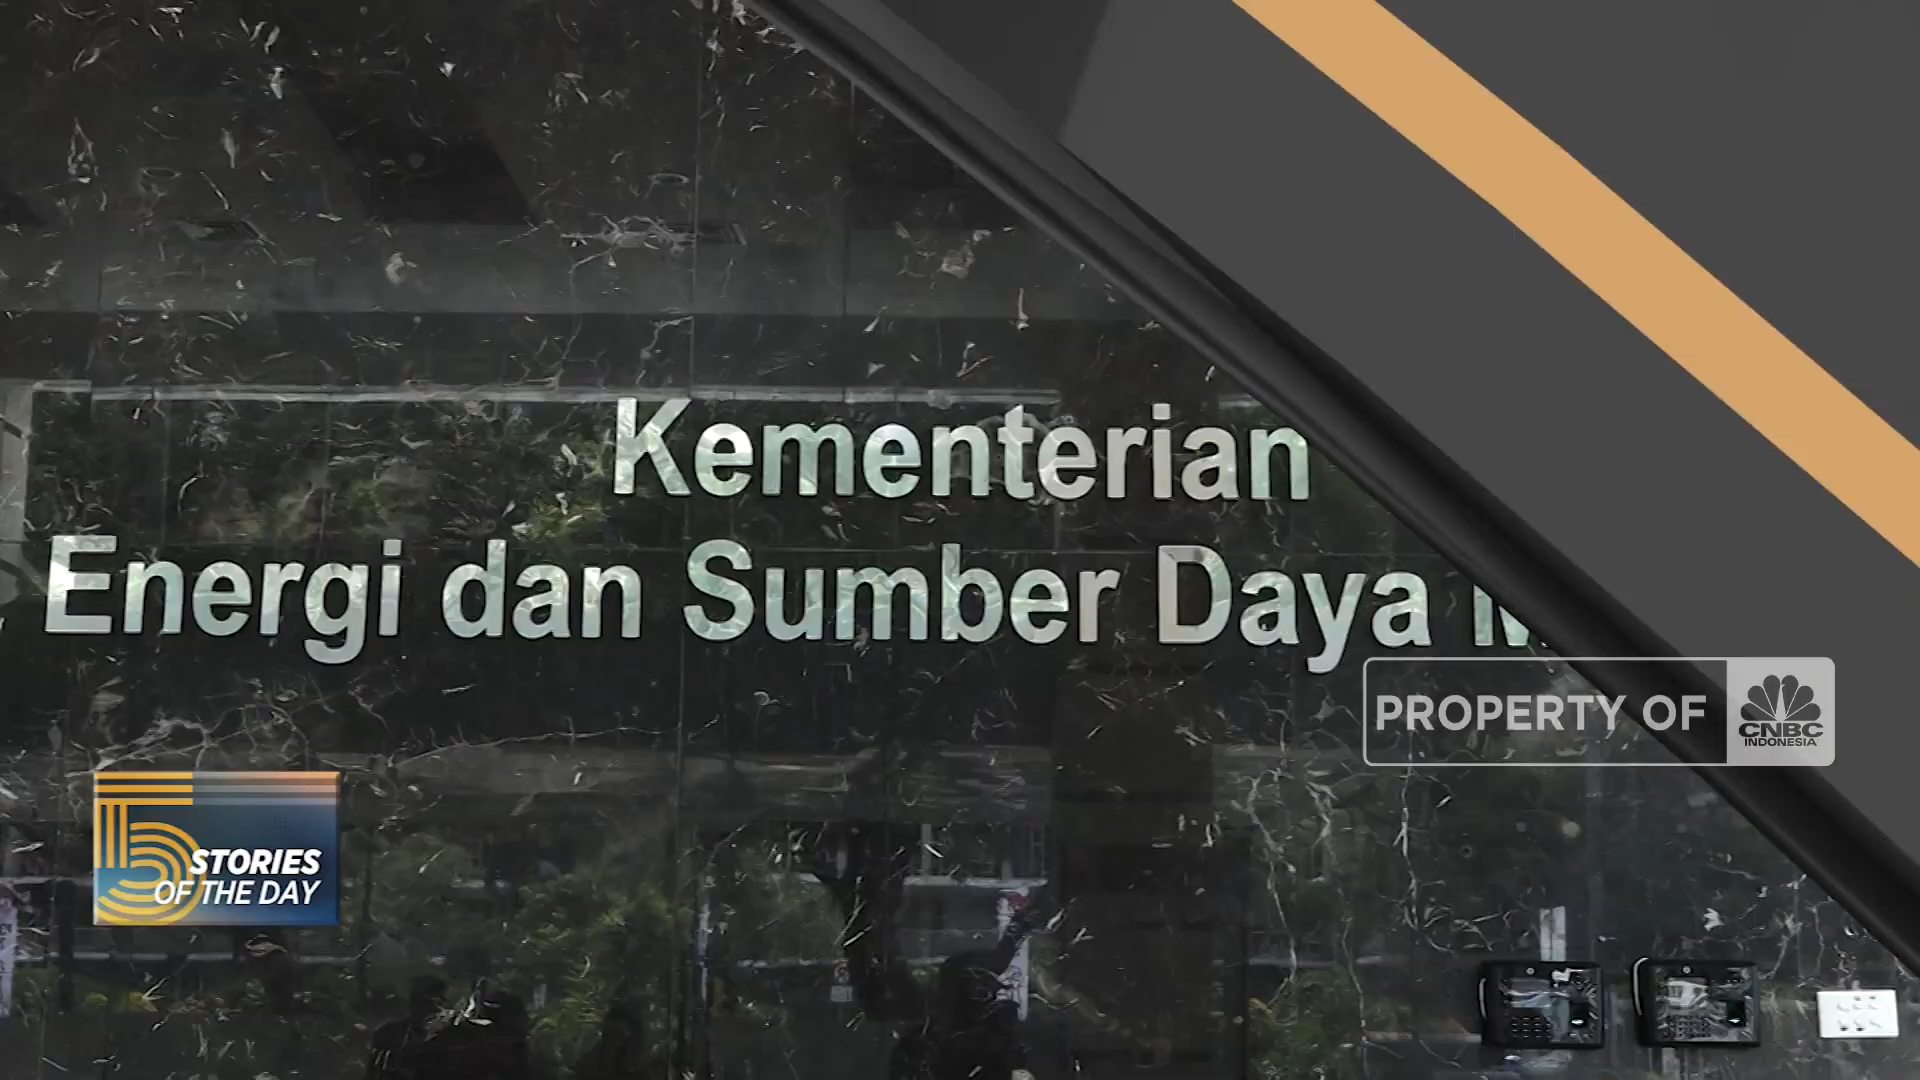 Kementerian
Energi dan Sumber Daya M
PROPERTY OF
CNBC
INDONESIA
5 STORIES
OF THE DAY